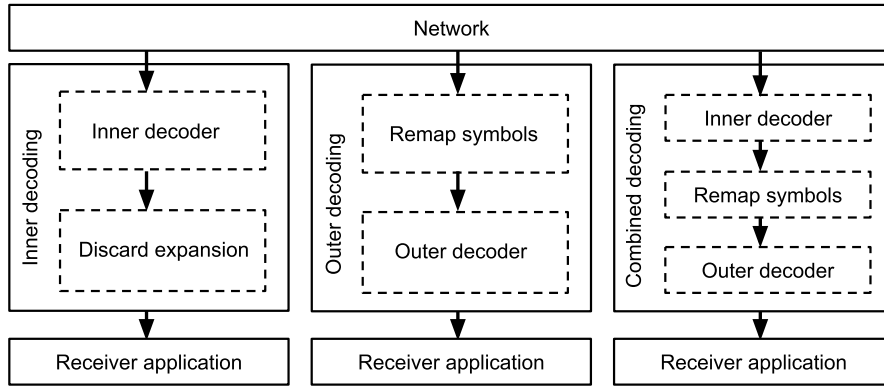 Network
Inner decoding
Inner decoder
Discard expansion
Receiver application
Outer decoding
Remap symbols
Outer decoder
Receiver application
Combined decoding
Inner decoder
Remap symbols
Outer decoder
Receiver application